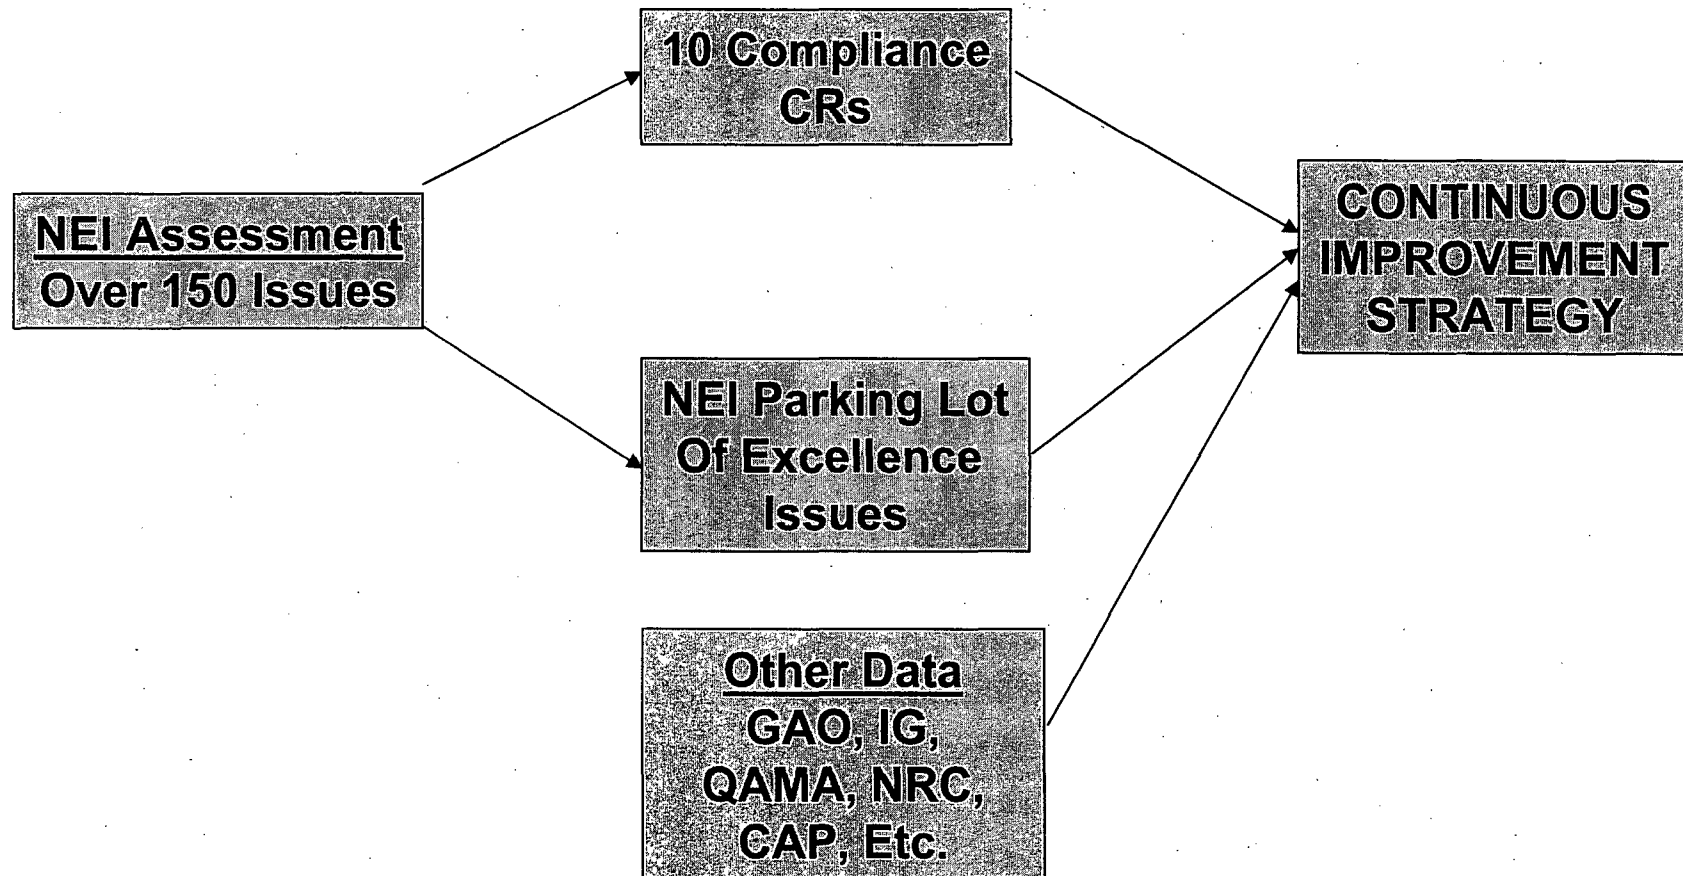 10 Compliance
CRs
NEI Assessment
Over 150 Issues
CONTINUOUS
IMPROVEMENT
STRATEGY
NEI Parking Lot
Of Excellence
Issues
Other Data
GAO, IG,
QAMA, NRC,
CAP, Etc.